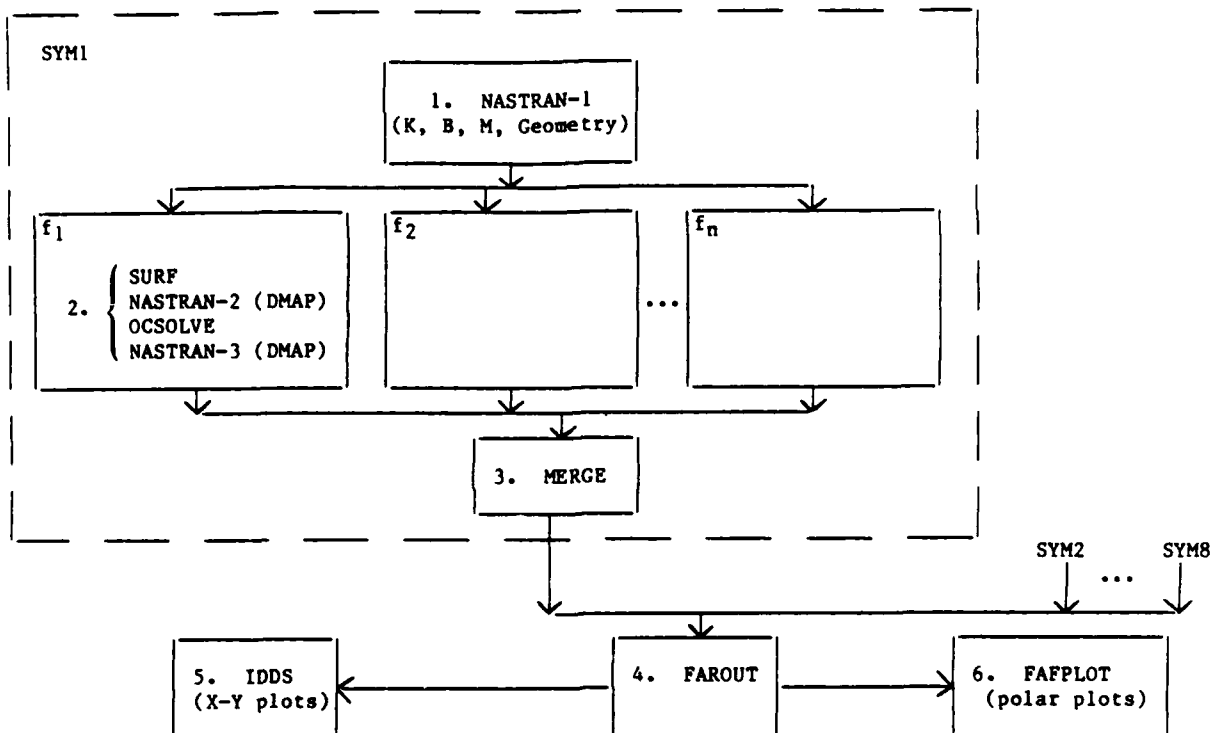 SYM1
1. NASTRAN-1
(K, B, M, Geometry)
f1
f2
fn
2.
SURF
NASTRAN-2 (DMAP)
OCSOLVE
NASTRAN-3 (DMAP)
...
3. MERGE
SYM2 ... SYM8
5. IDDS
(X-Y plots)
4. FAROUT
6. FAFPLOT
(polar plots)